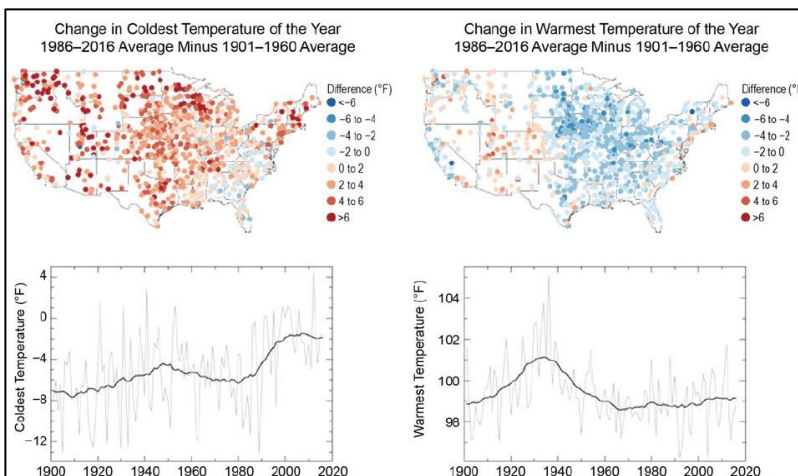 Change in Coldest Temperature of the Year
1986–2016 Average Minus 1901–1960 Average
Difference (°F)
<-6
-6 to -4
-4 to -2
-2 to 0
0 to 2
2 to 4
4 to 6
>6
Change in Warmest Temperature of the Year
1986–2016 Average Minus 1901–1960 Average
Difference (°F)
<-6
-6 to -4
-4 to -2
-2 to 0
0 to 2
2 to 4
4 to 6
>6
Coldest Temperature (°F)
4
0
-4
-8
-12
1900 1920 1940 1960 1980 2000 2020
Warmest Temperature (°F)
104
102
100
98
1900 1920 1940 1960 1980 2000 2020